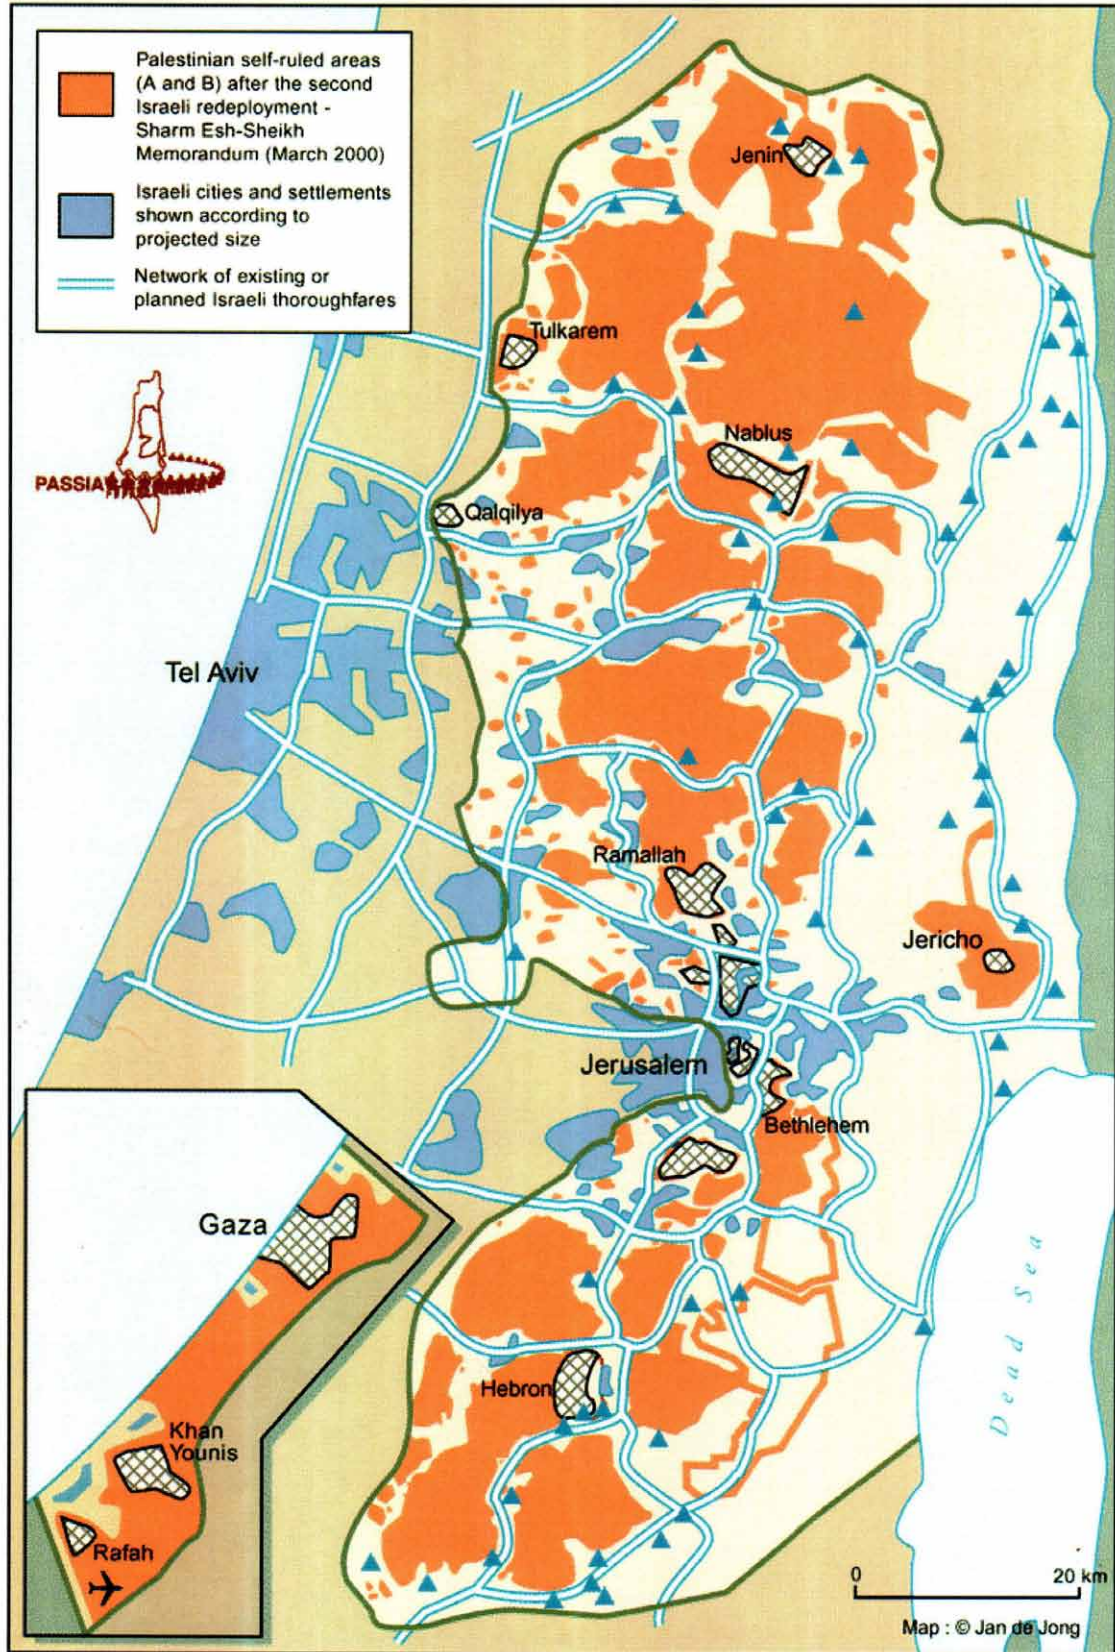 Palestinian self-ruled areas
(A and B) after the second
Israeli redeployment -
Sharm Esh-Sheikh
Memorandum (March 2000)
Israeli cities and settlements
shown according to
projected size
Network of existing or
planned Israeli thoroughfares
Jenin
Tulkarem
Nablus
PASSIA
Qalqilya
Tel Aviv
Ramallah
Jericho
Jerusalem
Bethlehem
Gaza
Hebron
Khan
Younis
Rafah
Dead Sea
0 20 km
Map : © Jan de Jong